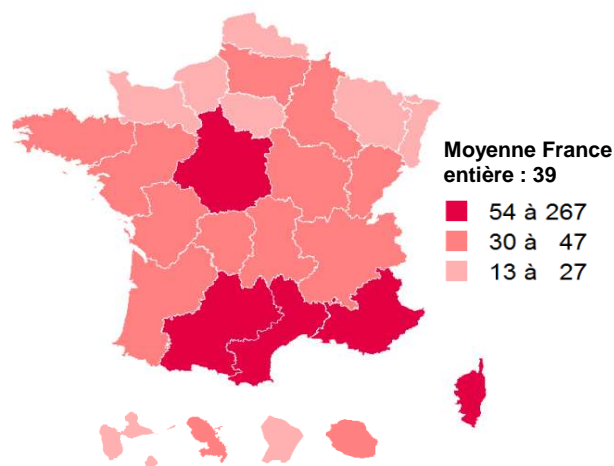 Moyenne France
entière : 39
54 à 267
30 à 47
13 à 27